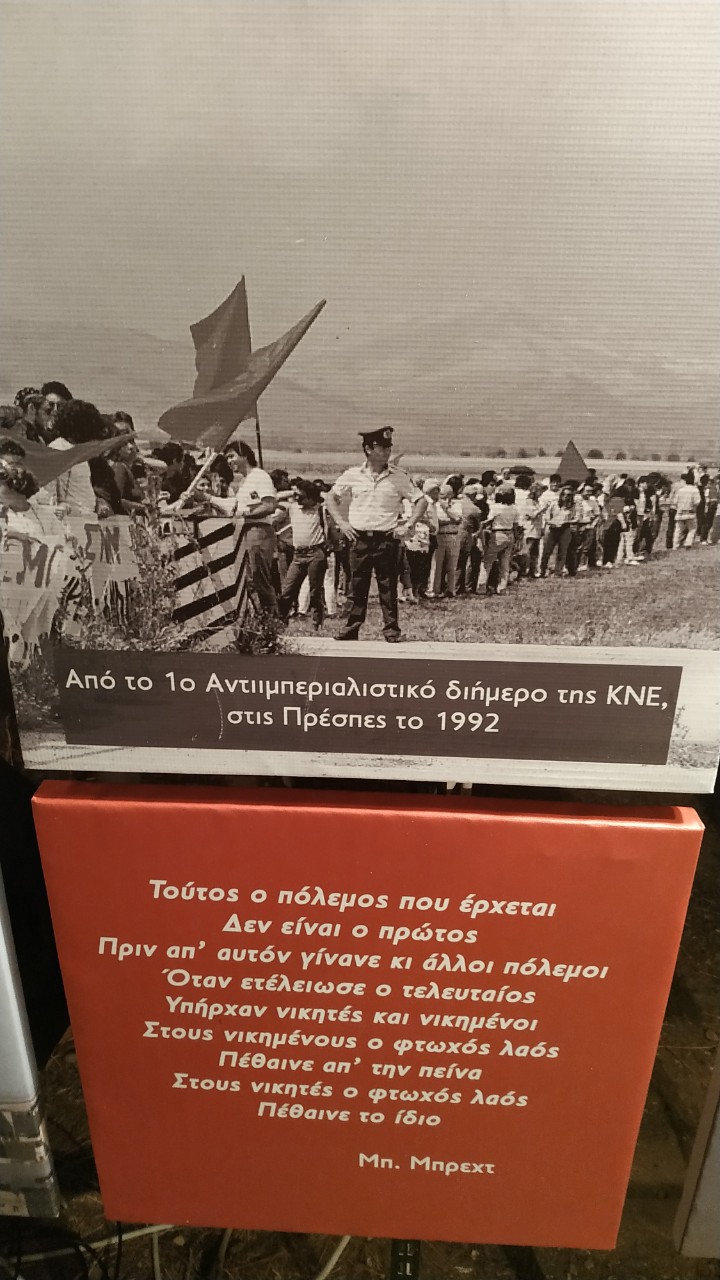 Από το 1ο Αντιιμπεριαλιστικό διήμερο της ΚΝΕ,
στις Πρέσπες το 1992
Τούτος ο πόλεμος που έρχεται
Δεν είναι ο πρώτος
Πριν απ' αυτόν γίνανε κι άλλοι πόλεμοι
Όταν ετέλειωσε ο τελευταίος
Υπήρχαν νικητές και νικημένοι
Στους νικημένους ο φτωχός λαός
Πέθαινε απ' την πείνα
Στους νικητές ο φτωχός λαός
Πέθαινε το ίδιο
Μπ. Μπρεχτ